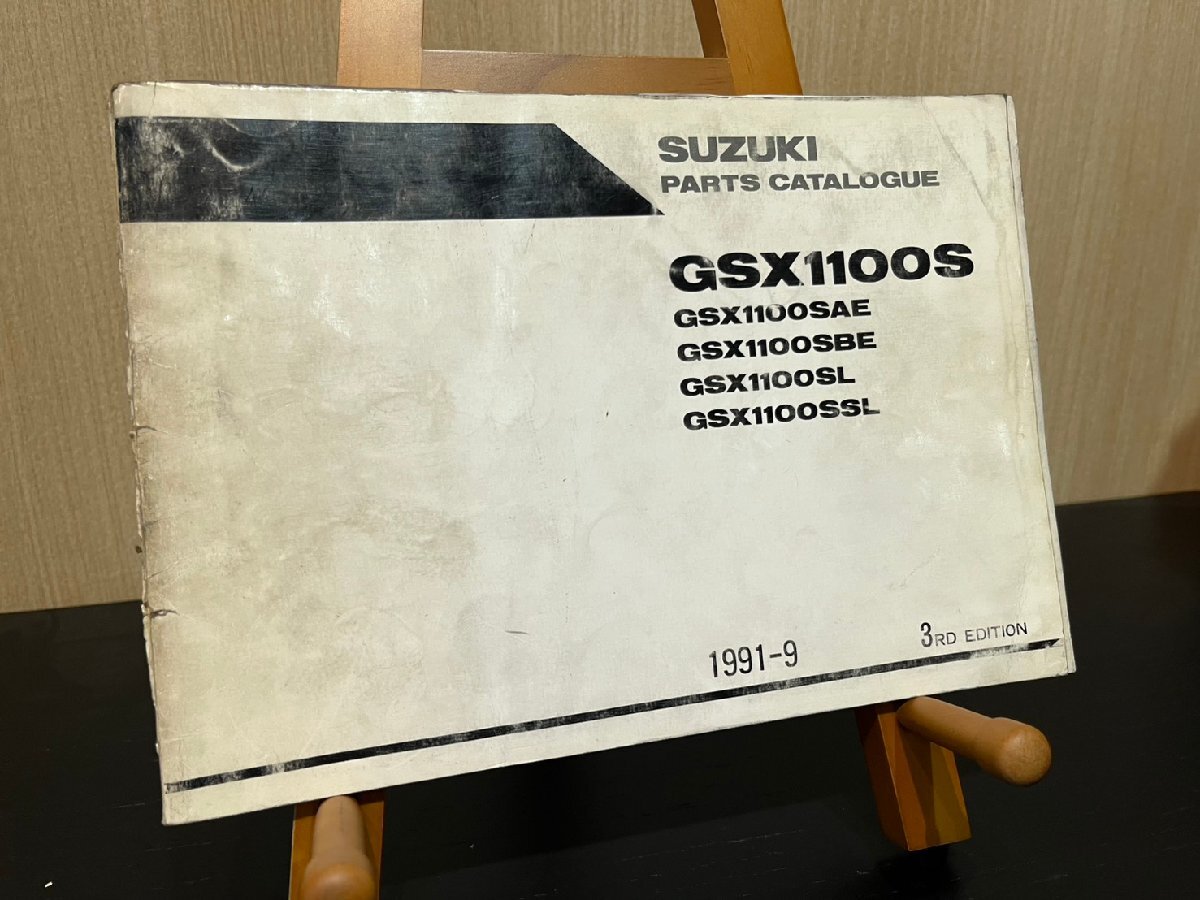 SUZUKI
PARTS CATALOGUE
GSX1100S
GSX1100SAE
GSX1100SBE
GSX1100SL
GSX1100SSL
1991-9
3RD EDITION